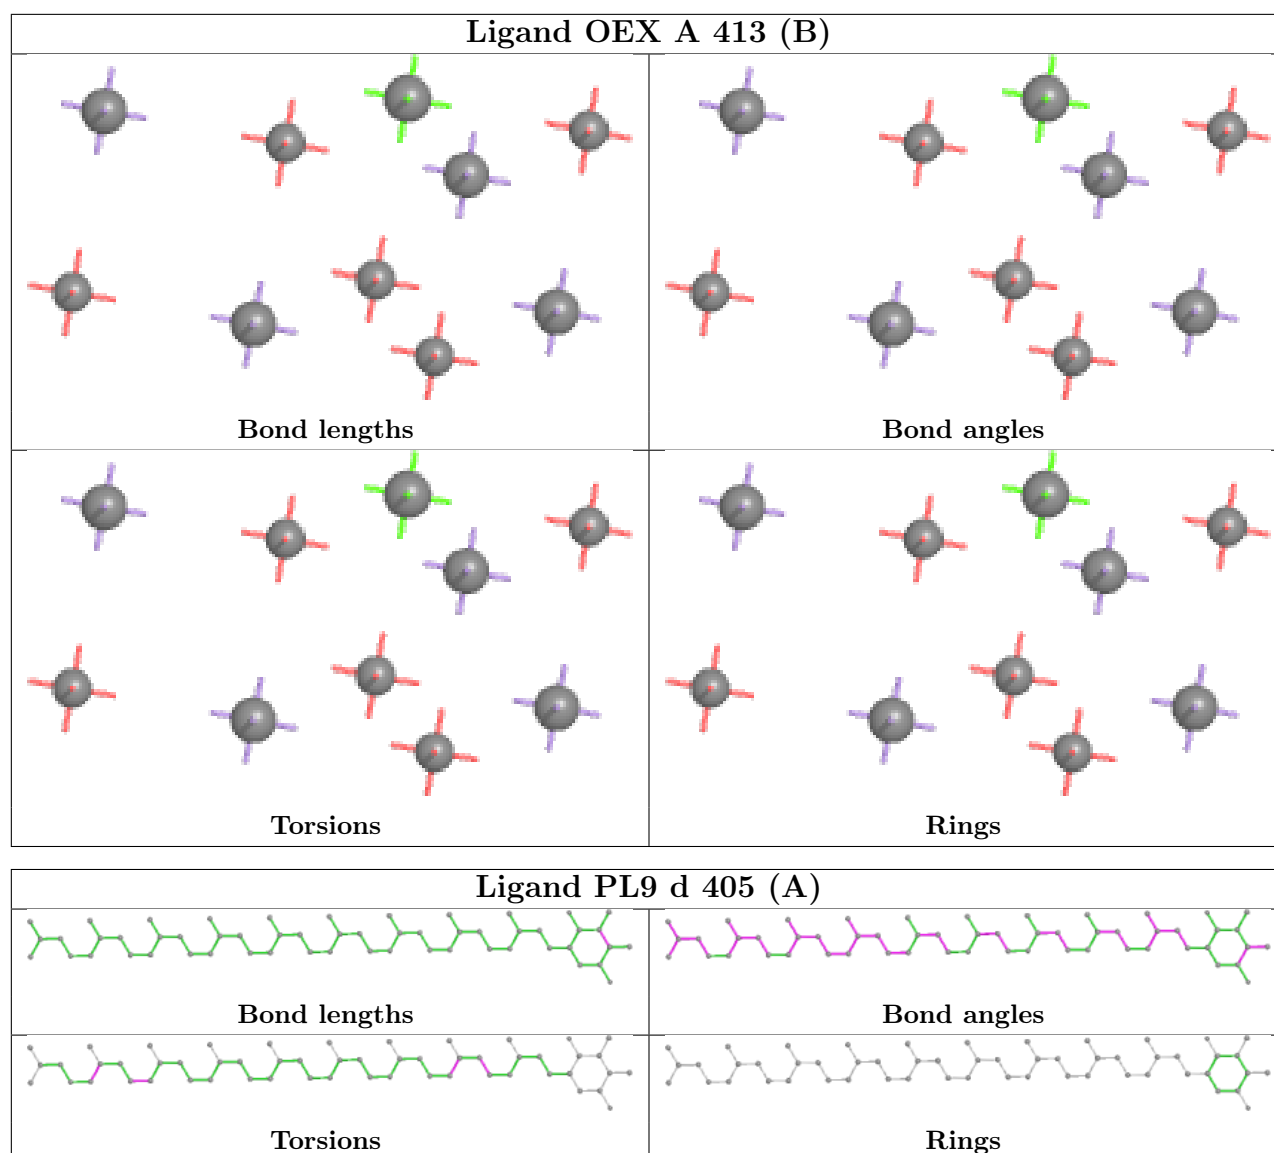 Ligand OEX A 413 (B)
Bond lengths
Bond angles
Torsions
Rings
Ligand PL9 d 405 (A)
Bond lengths
Bond angles
Torsions
Rings